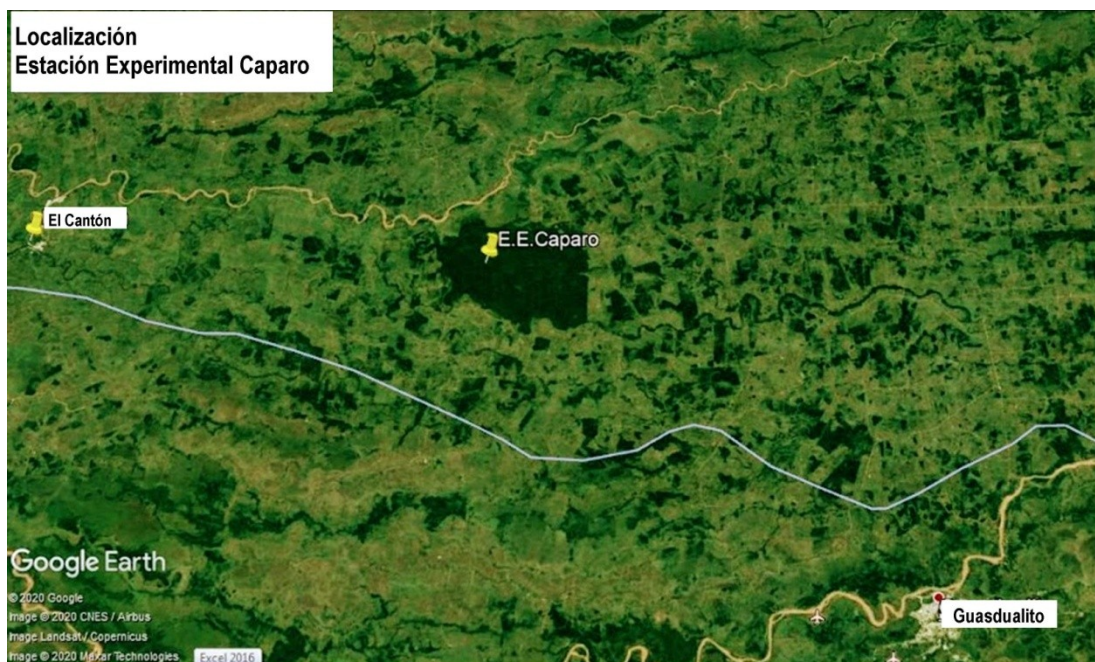 Localización
Estación Experimental Caparo
El Cantón
E.E.Caparo
Google Earth
© 2020 Google
Image © 2020 CNES / Airbus
Image Landsat / Copernicus
Image © 2020 Maxar Technologies
Excel 2016
Guasdualito